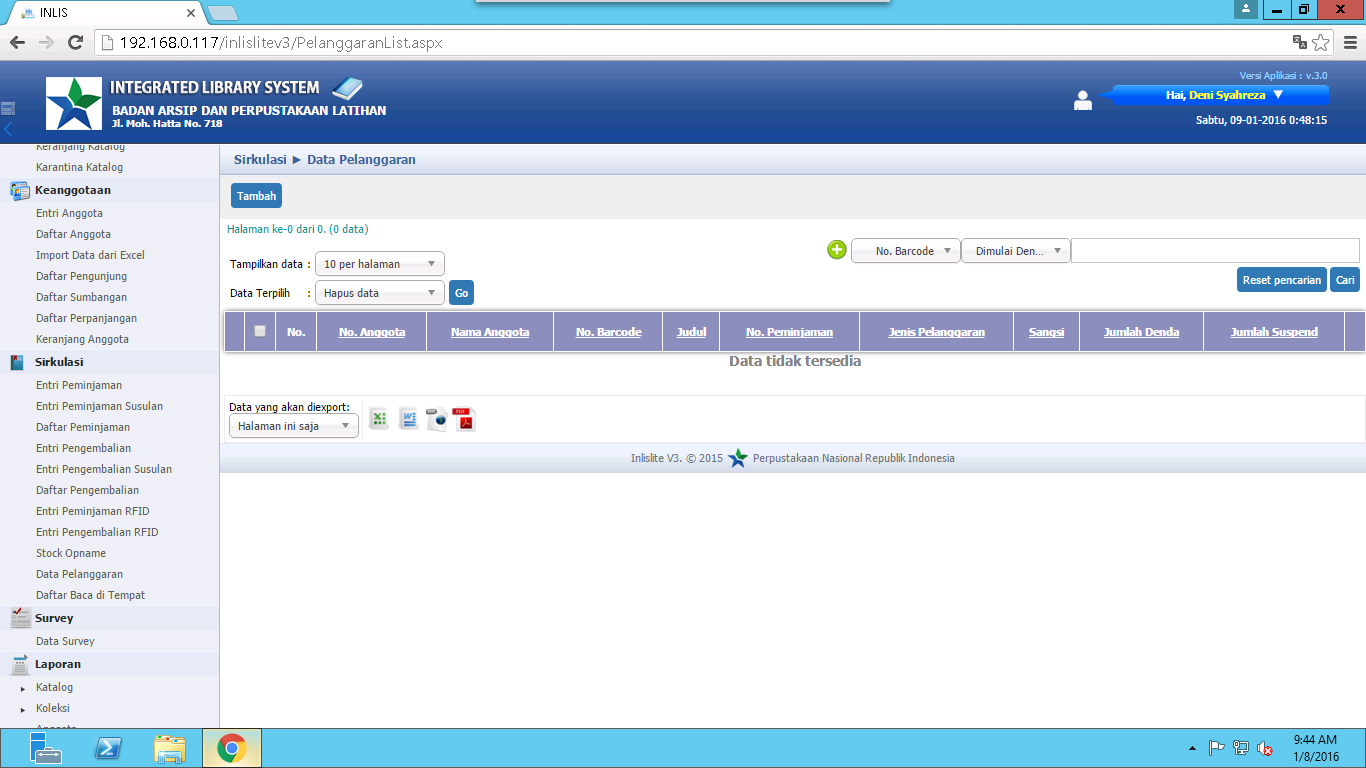 INLIS
192.168.0.117/inlislitev3/PelanggaranList.aspx
INTEGRATED LIBRARY SYSTEM
BADAN ARSIP DAN PERPUSTAKAAN LATIHAN
Jl. Moh. Hatta No. 718
Versi Aplikasi : v.3.0
Hai, Deni Syahreza ▼
Sabtu, 09-01-2016 0:48:15
Keranjang Katalog
Karantina Katalog
Keanggotaan
Entri Anggota
Daftar Anggota
Import Data dari Excel
Daftar Pengunjung
Daftar Sumbangan
Daftar Perpanjangan
Keranjang Anggota
Sirkulasi
Entri Peminjaman
Entri Peminjaman Susulan
Daftar Peminjaman
Entri Pengembalian
Entri Pengembalian Susulan
Daftar Pengembalian
Entri Peminjaman RFID
Entri Pengembalian RFID
Stock Opname
Data Pelanggaran
Daftar Baca di Tempat
Survey
Data Survey
Laporan
Katalog
Koleksi
Anggota
Sirkulasi ► Data Pelanggaran
Tambah
Halaman ke-0 dari 0. (0 data)
Tampilkan data : 10 per halaman
Data Terpilih : Hapus data Go
No. Barcode Dimulai Den...
Reset pencarian Cari
No. No. Anggota Nama Anggota No. Barcode Judul No. Peminjaman Jenis Pelanggaran Sangsi Jumlah Denda Jumlah Suspend
Data tidak tersedia
Data yang akan diexport:
Halaman ini saja
PDF
Inlislite V3. © 2015 Perpustakaan Nasional Republik Indonesia
9:44 AM
1/8/2016